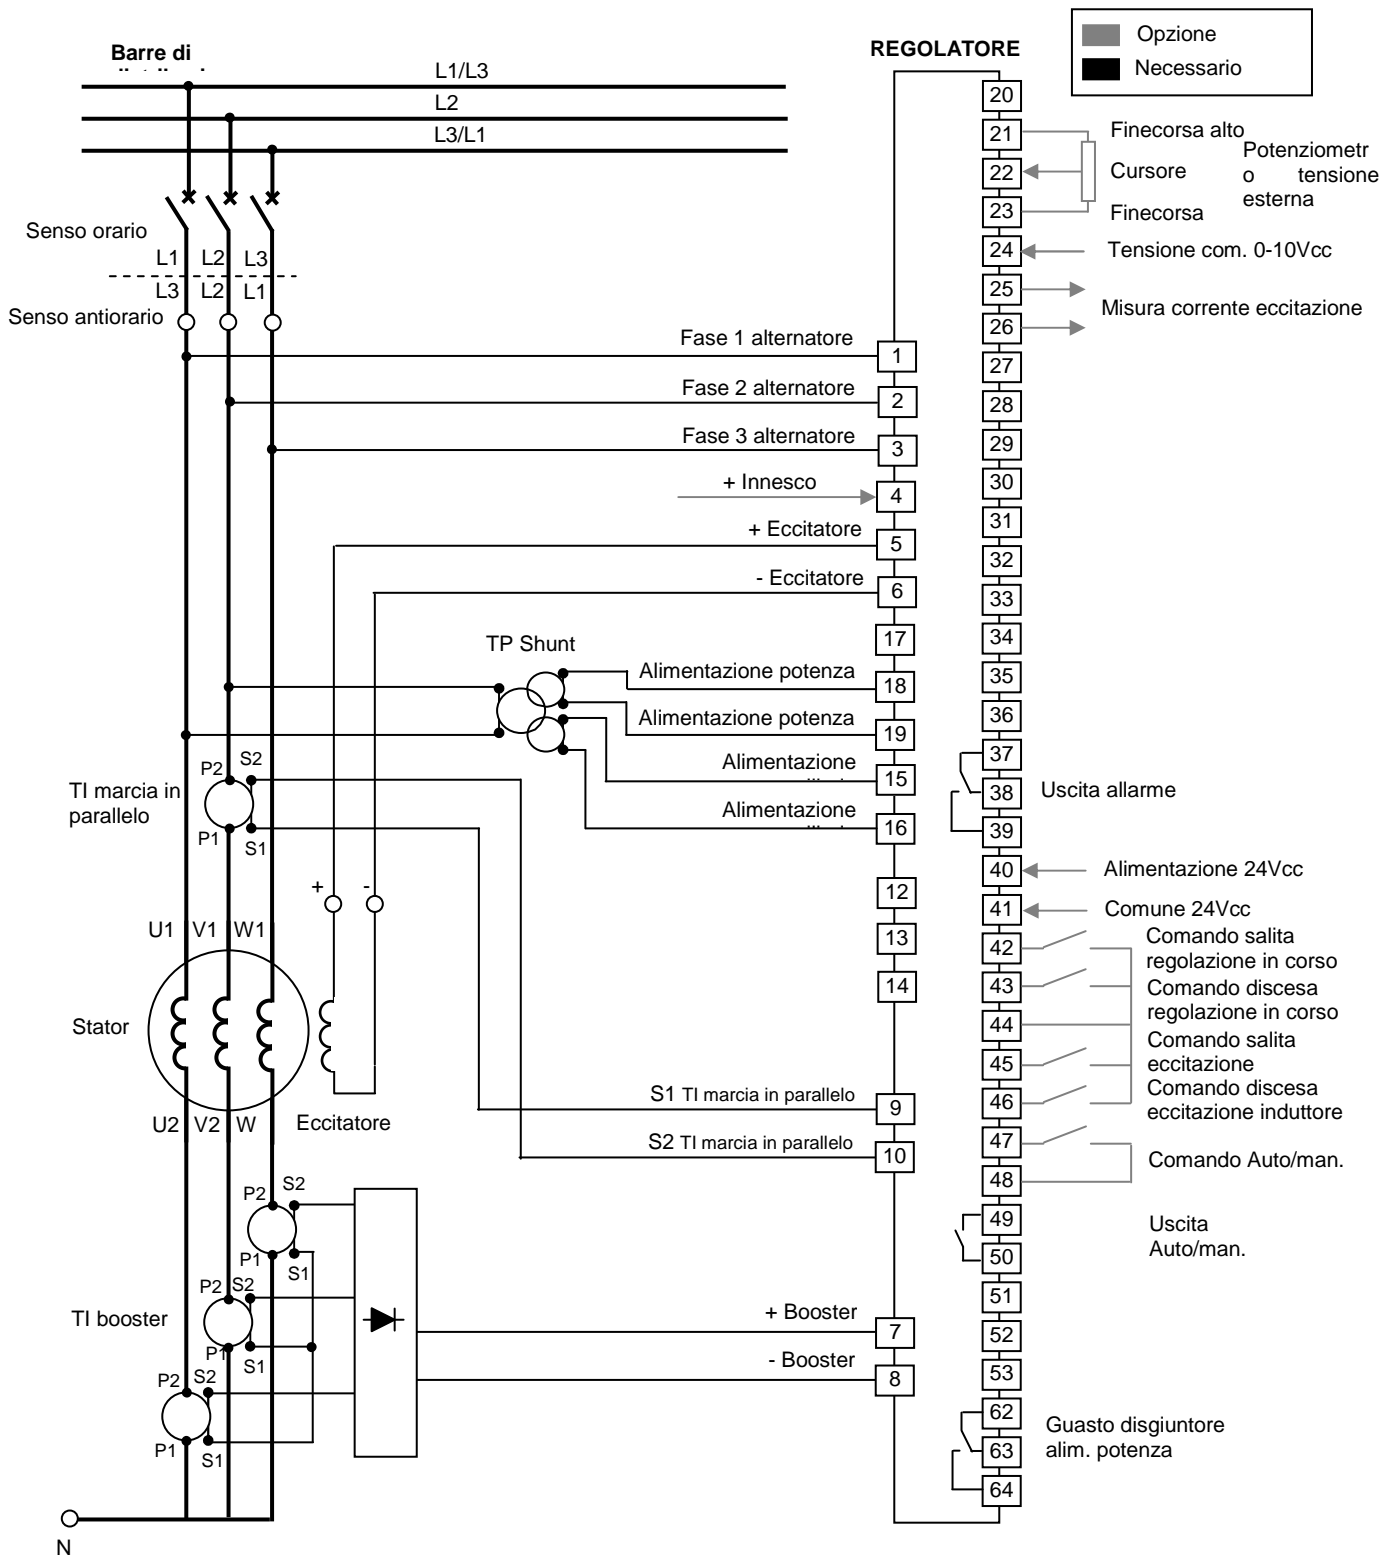 Barre di
REGOLATORE
Opzione
Necessario
L1/L3
L2
L3/L1
Senso orario
L1 L2 L3
L3 L2 L1
Senso antiorario
Fase 1 alternatore
1
Fase 2 alternatore
2
Fase 3 alternatore
3
+ Innesco
4
+ Eccitatore
5
- Eccitatore
6
17
TP Shunt
Alimentazione potenza
18
Alimentazione potenza
19
Alimentazione
15
Alimentazione
16
12
13
14
P2 S2
TI marcia in
parallelo
P1 S1
+ -
U1 V1 W1
Stator
U2 V2 W
Eccitatore
S1 TI marcia in parallelo
9
S2 TI marcia in parallelo
10
P2 S2
P1 S1
P2 S2
TI booster
P1 S1
P2 S2
P1 S1
+ Booster
7
- Booster
8
N
20
21
Finecorsa alto
22
Cursore
Potenziometr
o tensione
esterna
23
Finecorsa
24
Tensione com. 0-10Vcc
25
Misura corrente eccitazione
26
27
28
29
30
31
32
33
34
35
36
37
38
Uscita allarme
39
40
Alimentazione 24Vcc
41
Comune 24Vcc
42
Comando salita
regolazione in corso
43
Comando discesa
regolazione in corso
44
45
Comando salita
eccitazione
46
Comando discesa
eccitazione induttore
47
Comando Auto/man.
48
49
Uscita
Auto/man.
50
51
52
53
62
Guasto disgiuntore
alim. potenza
63
64